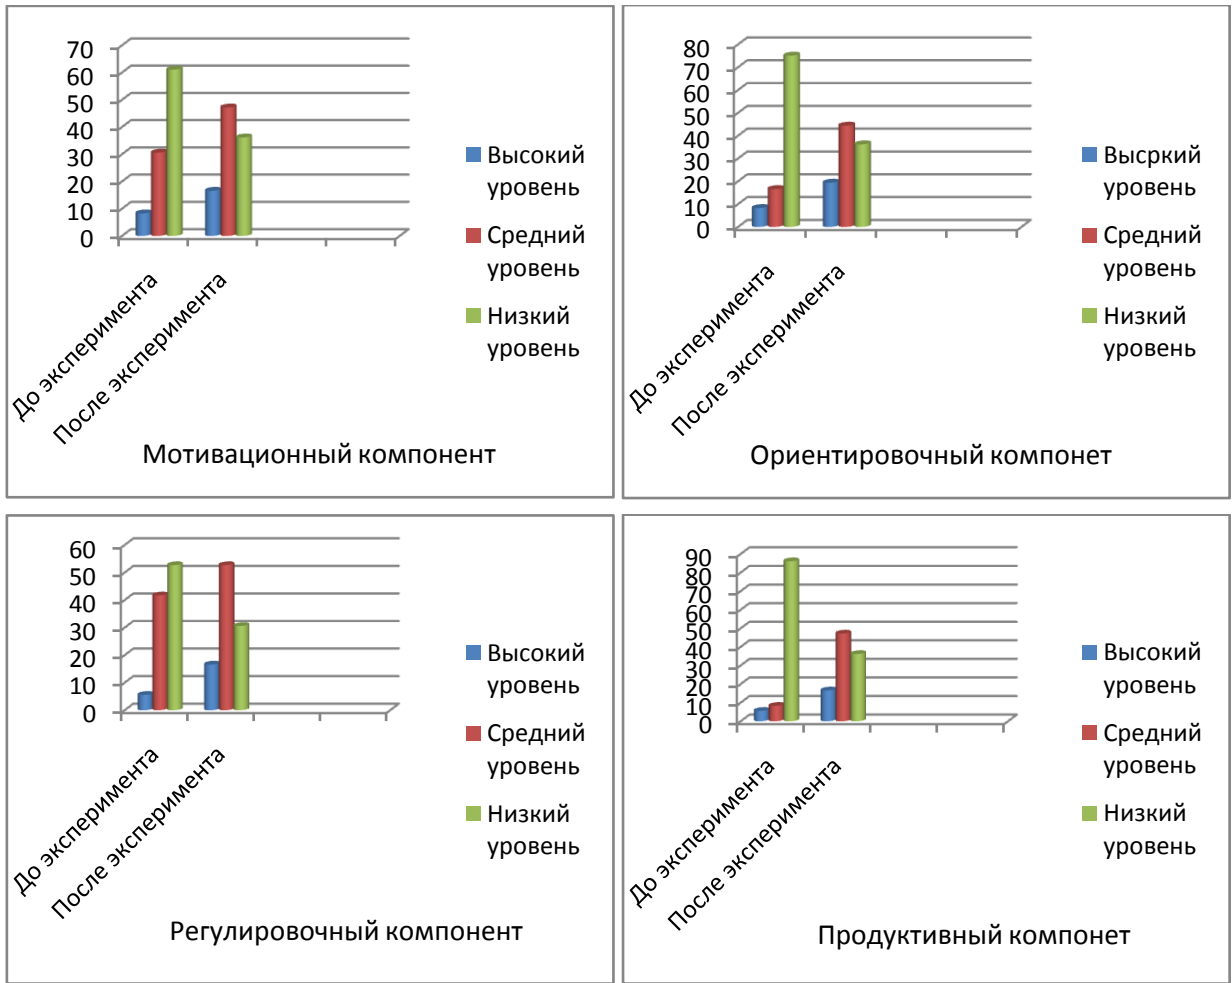 70
60
50
40
30
20
10
0
До эксперимента
После эксперимента
Высокий
уровень
Средний
уровень
Низкий
уровень
Мотивационный компонент
80
70
60
50
40
30
20
10
0
До эксперимента
После эксперимента
Высркий
уровень
Средний
уровень
Низкий
уровень
Ориентировочный компонет
60
50
40
30
20
10
0
До эксперимента
После эксперимента
Высокий
уровень
Средний
уровень
Низкий
уровень
Регулировочный компонент
90
80
70
60
50
40
30
20
10
0
До эксперимента
После эксперимента
Высокий
уровень
Средний
уровень
Низкий
уровень
Продуктивный компонет